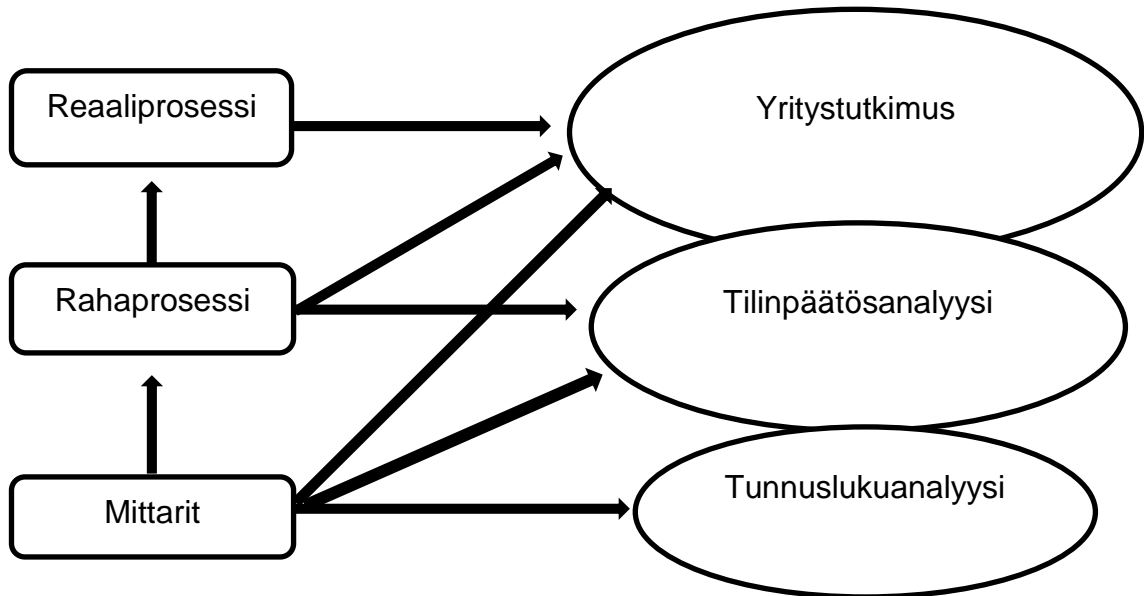 Reaaliprosessi
Yritystutkimus
Rahaprosessi
Tilinpäätösanalyysi
Mittarit
Tunnuslukuanalyysi